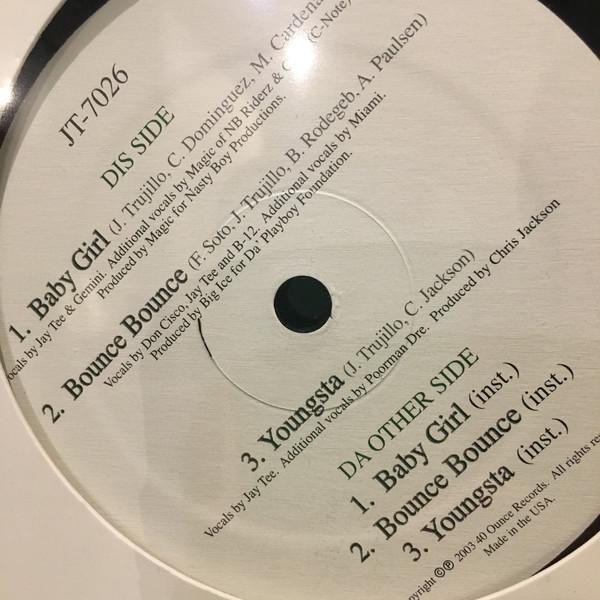 JT-7026
DIS SIDE
1. Baby Girl (J. Trujillo, C. Dominguez, M. Cardena
ocals by Jay Tee & Gemini. Additional vocals by Magic of NB Riderz & (C-Note)
Produced by Magic for Nasty Boy Productions.
2. Bounce Bounce (F. Soto, J. Trujillo, B. Rodegeb. A. Paulsen)
Vocals by Don Cisco, Jay Tee and B-12. Additional vocals by Miami.
Produced by Big Ice for Da' Playboy Foundation.
3. Youngsta (J. Trujillo, C. Jackson)
Vocals by Jay Tee. Additional vocals by Poorman Dre. Produced by Chris Jackson
DA OTHER SIDE
1. Baby Girl (inst.)
2. Bounce Bounce (inst.)
3. Youngsta (inst.)
pyright ©℗ 2003 40 Ounce Records. All rights re
Made in the USA.